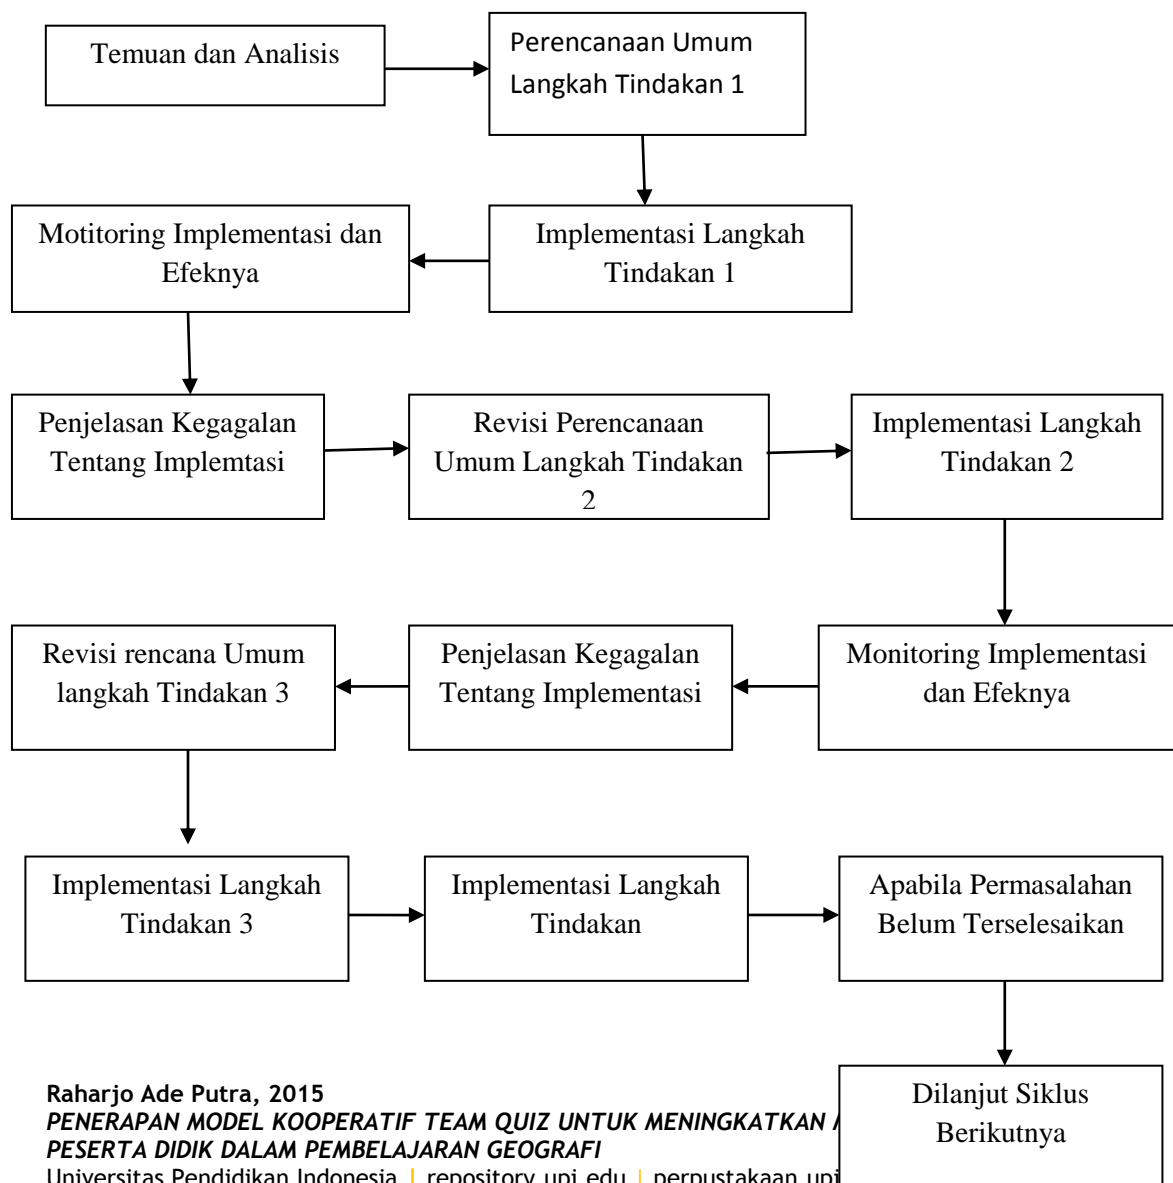 Temuan dan Analisis
Perencanaan Umum
Langkah Tindakan 1
Implementasi Langkah
Tindakan 1
Motitoring Implementasi dan
Efeknya
Penjelasan Kegagalan
Tentang Implemtasi
Revisi Perencanaan
Umum Langkah Tindakan
2
Implementasi Langkah
Tindakan 2
Monitoring Implementasi
dan Efeknya
Penjelasan Kegagalan
Tentang Implementasi
Revisi rencana Umum
langkah Tindakan 3
Implementasi Langkah
Tindakan 3
Implementasi Langkah
Tindakan
Apabila Permasalahan
Belum Terselesaikan
Dilanjut Siklus
Berikutnya
Raharjo Ade Putra, 2015
PENERAPAN MODEL KOOPERATIF TEAM QUIZ UNTUK MENINGKATKAN
PESERTA DIDIK DALAM PEMBELAJARAN GEOGRAFI
Universitas Pendidikan Indonesia | repository.upi.edu | perpustakaan.upi